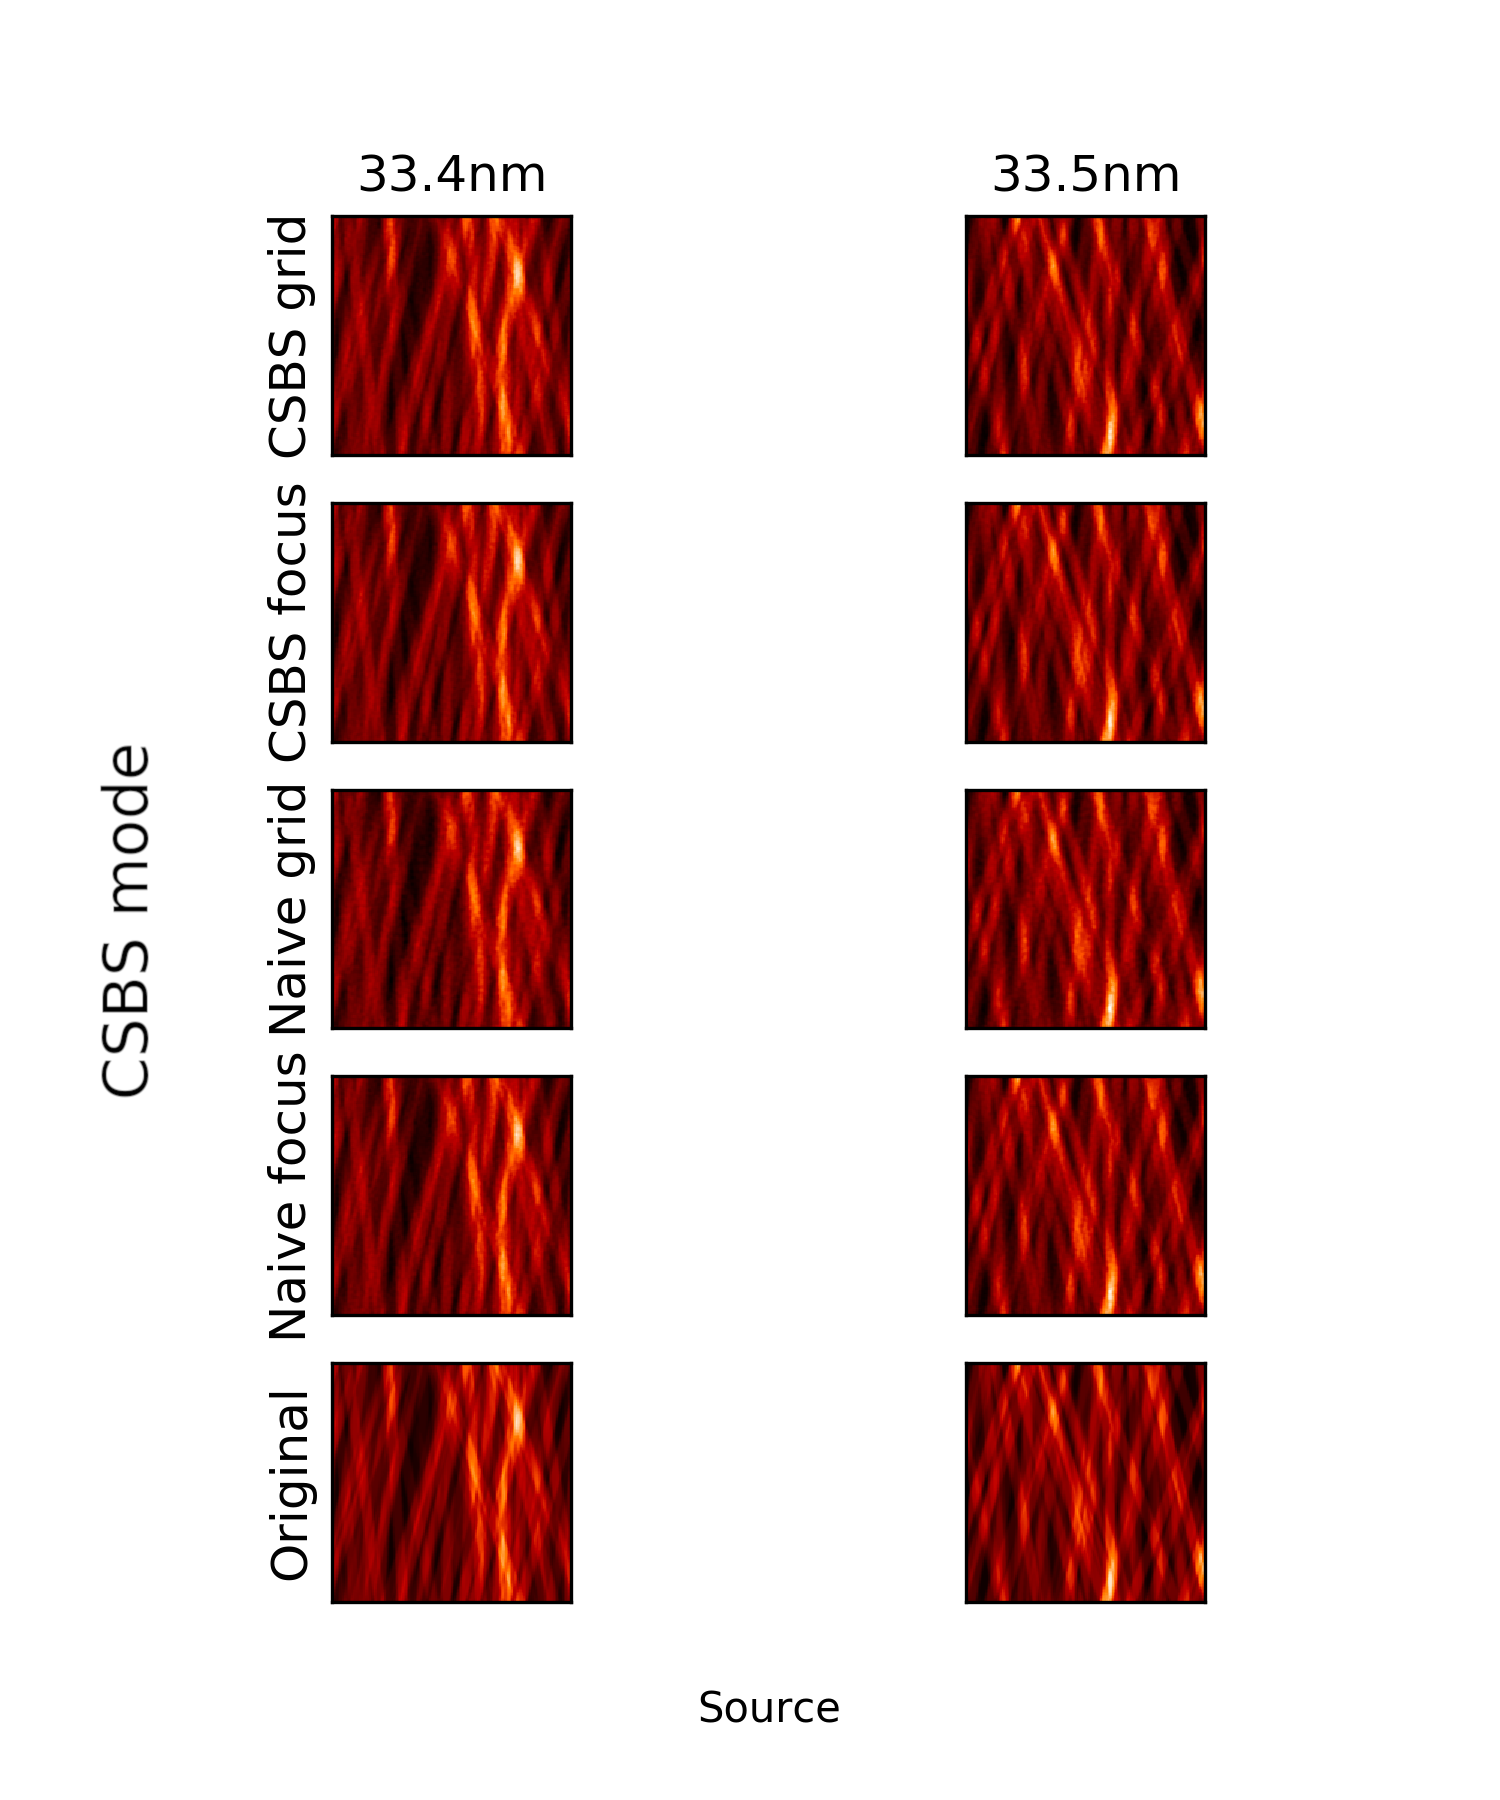 33.4nm
33.5nm
CSBS grid
CSBS focus
Naive grid
Naive focus
Original
CSBS mode
Source